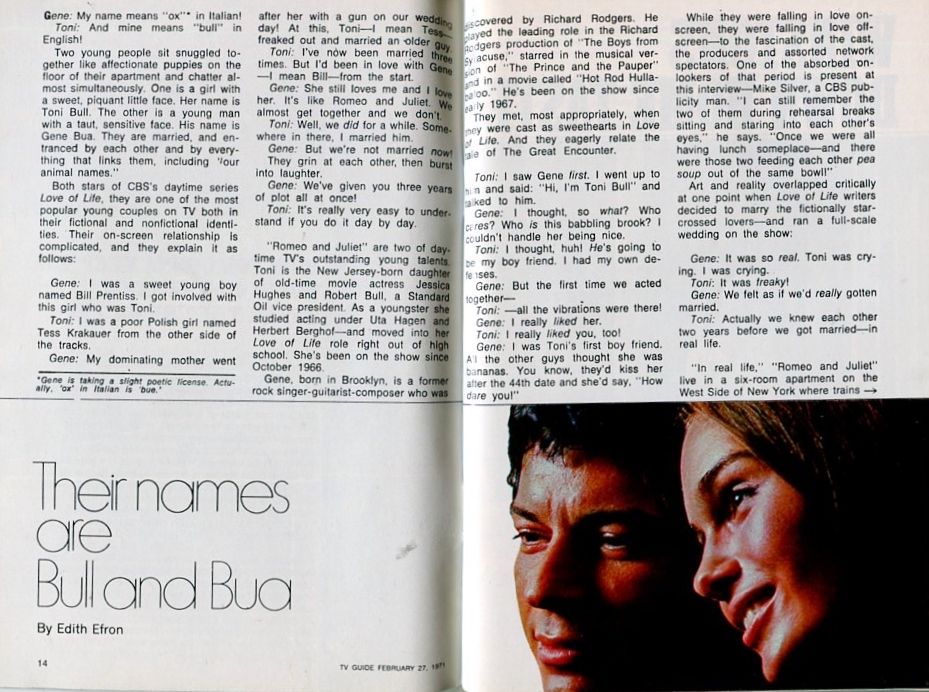 Gene: My name means "ox"* in Italian!
Toni: And mine means "bull" in
English!
Two young people sit snuggled to-
gether like affectionate puppies on the
floor of their apartment and chatter al-
most simultaneously. One is a girl with
a sweet, piquant little face. Her name is
Toni Bull. The other is a young man
with a taut, sensitive face. His name is
Gene Bua. They are married, and en-
tranced by each other and by every-
thing that links them, including "our
animal names."
Both stars of CBS's daytime series
Love of Life, they are one of the most
popular young couples on TV both in
their fictional and nonfictional identi-
ties. Their on-screen relationship is
complicated, and they explain it as
follows:
Gene: I was a sweet young boy
named Bill Prentiss. I got involved with
this girl who was Toni.
Toni: I was a poor Polish girl named
Tess Krakauer from the other side of
the tracks.
Gene: My dominating mother went
*Gene is taking a slight poetic license. Actu-
ally, 'ox' in Italian is 'bue.'
after her with a gun on our wedding
day! At this, Toni—I mean Tess—
freaked out and married an older guy.
Toni: I've now been married three
times. But I'd been in love with Gene
—I mean Bill—from the start.
Gene: She still loves me and I love
her. It's like Romeo and Juliet. We
almost get together and we don't.
Toni: Well, we did for a while. Some-
where in there, I married him.
Gene: But we're not married now!
They grin at each other, then burst
into laughter.
Gene: We've given you three years
of plot all at once!
Toni: It's really very easy to under-
stand if you do it day by day.
"Romeo and Juliet" are two of day-
time TV's outstanding young talents.
Toni is the New Jersey-born daughter
of old-time movie actress Jessica
Hughes and Robert Bull, a Standard
Oil vice president. As a youngster she
studied acting under Uta Hagen and
Herbert Berghof—and moved into her
Love of Life role right out of high
school. She's been on the show since
October 1966.
Gene, born in Brooklyn, is a former
rock singer-guitarist-composer who was
discovered by Richard Rodgers. He
played the leading role in the Richard
Rodgers production of "The Boys from
Syracuse," starred in the musical ver-
sion of "The Prince and the Pauper"
and in a movie called "Hot Rod Hulla-
baloo." He's been on the show since
early 1967.
They met, most appropriately, when
they were cast as sweethearts in Love
of Life. And they eagerly relate the
tale of The Great Encounter.
Toni: I saw Gene first. I went up to
him and said: "Hi, I'm Toni Bull" and
talked to him.
Gene: I thought, so what? Who
cares? Who is this babbling brook? I
couldn't handle her being nice.
Toni: I thought, huh! He's going to
be my boy friend. I had my own de-
fenses.
Gene: But the first time we acted
together—
Toni: —all the vibrations were there!
Gene: I really liked her.
Toni: I really liked you, too!
Gene: I was Toni's first boy friend.
All the other guys thought she was
bananas. You know, they'd kiss her
after the 44th date and she'd say, "How
dare you!"
While they were falling in love on-
screen, they were falling in love off-
screen—to the fascination of the cast,
the producers and assorted network
spectators. One of the absorbed on-
lookers of that period is present at
this interview—Mike Silver, a CBS pub-
licity man. "I can still remember the
two of them during rehearsal breaks
sitting and staring into each other's
eyes," he says. "Once we were all
having lunch someplace—and there
were those two feeding each other pea
soup out of the same bowl!"
Art and reality overlapped critically
at one point when Love of Life writers
decided to marry the fictionally star-
crossed lovers—and ran a full-scale
wedding on the show:
Gene: It was so real. Toni was cry-
ing. I was crying.
Toni: It was freaky!
Gene: We felt as if we'd really gotten
married.
Toni: Actually we knew each other
two years before we got married—in
real life.
"In real life," "Romeo and Juliet"
live in a six-room apartment on the
West Side of New York where trains →
Their names
are
Bull and Bua
By Edith Efron
14
TV GUIDE FEBRUARY 27, 1971